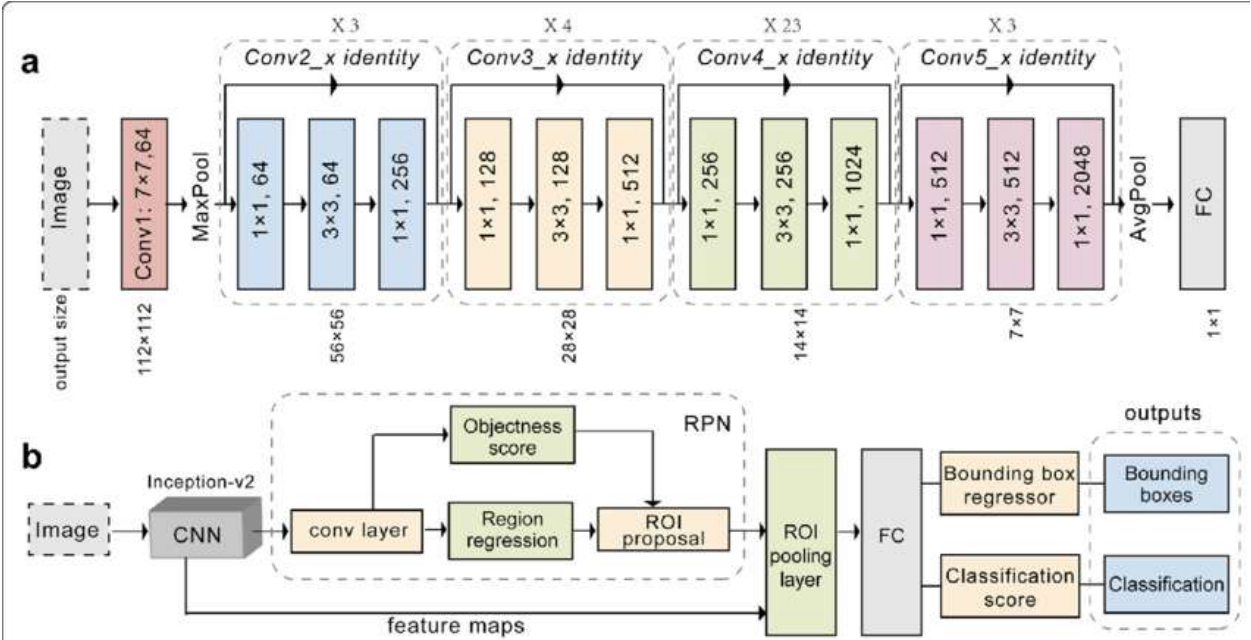 X 3
X 4
X 23
X 3
a
Conv2_x identity
Conv3_x identity
Conv4_x identity
Conv5_x identity
Image
Conv1: 7×7,64
MaxPool
1×1, 64
3×3, 64
1×1, 256
1×1, 128
3×3, 128
1×1, 512
1×1, 256
3×3, 256
1×1, 1024
1×1, 512
3×3, 512
1×1, 2048
AvgPool
FC
output size
112×112
56×56
28×28
14×14
7×7
1×1
b
RPN
outputs
Inception-v2
Image
CNN
conv layer
Objectness
score
Region
regression
ROI
proposal
ROI
pooling
layer
FC
Bounding box
regressor
Bounding
boxes
Classification
score
Classification
feature maps